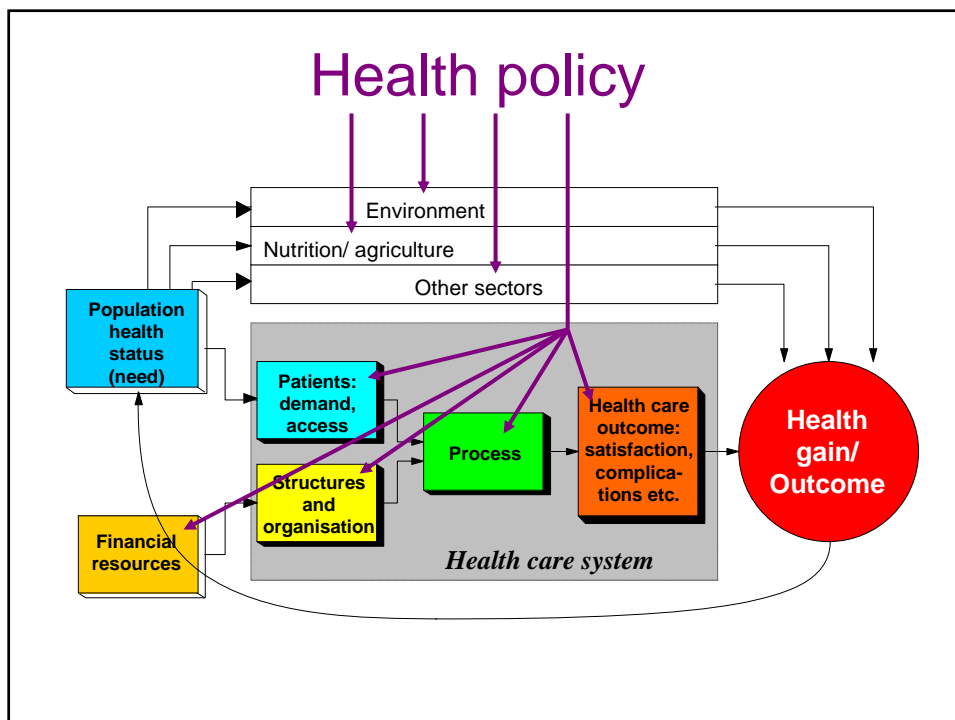 Health policy
Environment
Nutrition/ agriculture
Other sectors
Population
health
status
(need)
Patients:
demand,
access
Structures
and
organisation
Process
Health care
outcome:
satisfaction,
complica-
tions etc.
Health
gain/
Outcome
Financial
resources
Health care system